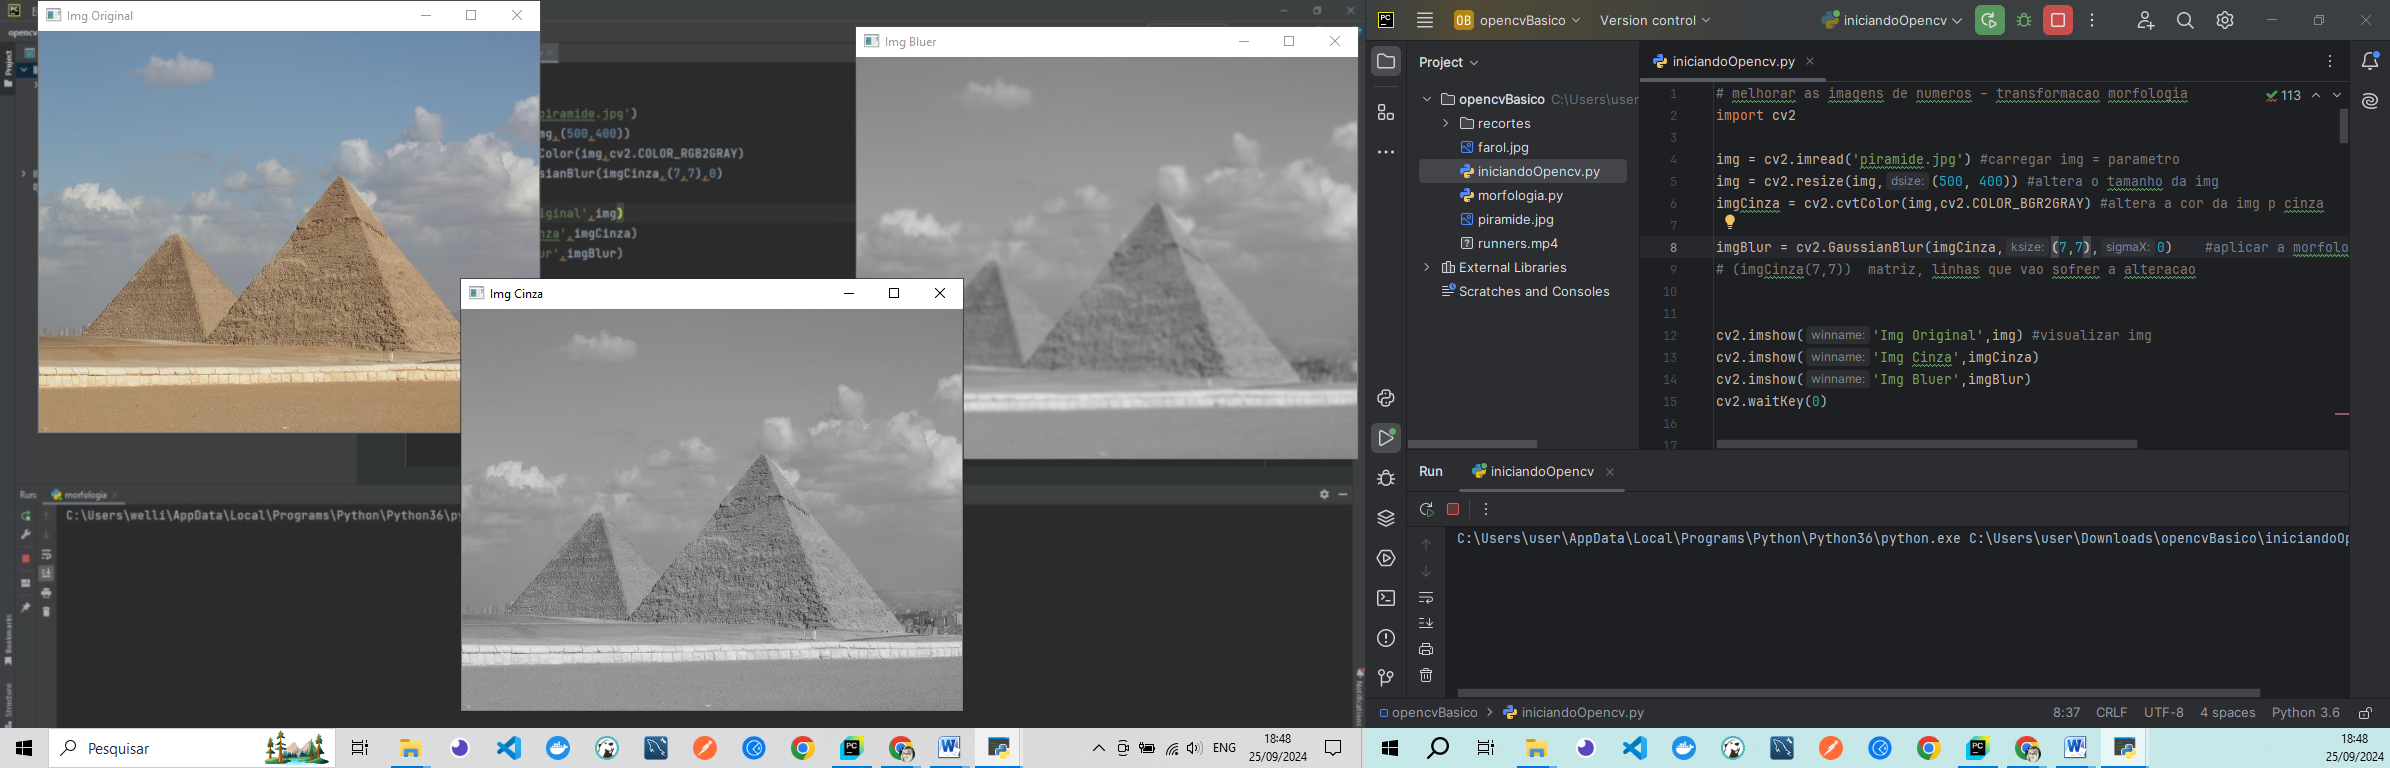 Img Original
opencv
Project
piramide.jpg')
mg,(500,400))
Color(img,cv2.COLOR_RGB2GRAY)
sianBlur(imgCinza,(7,7),0)
iginal',img)
nza',imgCinza)
ur',imgBlur)
Img Bluer
Img Cinza
Run:
morfologia
C:\Users\welli\AppData\Local\Programs\Python\Python36\py
Bookmarks
Structure
Notifications
Pesquisar
ENG
18:48
25/09/2024
PC
OB
opencvBasico
Version control
iniciandoOpencv
Project
opencvBasico C:\Users\user
recortes
farol.jpg
iniciandoOpencv.py
morfologia.py
piramide.jpg
runners.mp4
External Libraries
Scratches and Consoles
iniciandoOpencv.py
113
1 # melhorar as imagens de numeros - transformacao morfologia
2 import cv2
3
4 img = cv2.imread('piramide.jpg') #carregar img = parametro
5 img = cv2.resize(img, dsize: (500, 400)) #altera o tamanho da img
6 imgCinza = cv2.cvtColor(img,cv2.COLOR_BGR2GRAY) #altera a cor da img p cinza
7
8 imgBlur = cv2.GaussianBlur(imgCinza, ksize: (7,7), sigmaX: 0) #aplicar a morfolo
9 # (imgCinza(7,7)) matriz, linhas que vao sofrer a alteracao
10
11
12 cv2.imshow( winname: 'Img Original',img) #visualizar img
13 cv2.imshow( winname: 'Img Cinza',imgCinza)
14 cv2.imshow( winname: 'Img Bluer',imgBlur)
15 cv2.waitKey(0)
16
17
Run
iniciandoOpencv
C:\Users\user\AppData\Local\Programs\Python\Python36\python.exe C:\Users\user\Downloads\opencvBasico\iniciandoOp
opencvBasico > iniciandoOpencv.py
8:37 CRLF UTF-8 4 spaces Python 3.6
18:48
25/09/2024